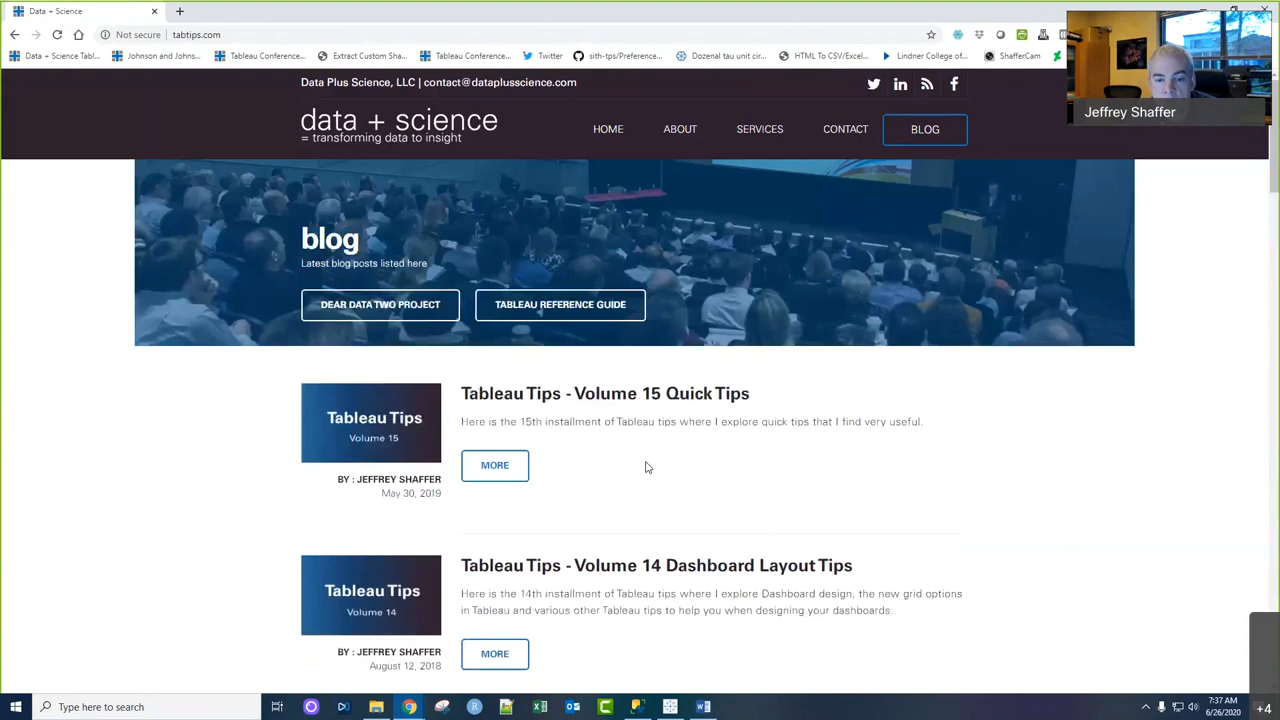 Data + Science
Not secure | tabtips.com
Data + Science Tabl...
Johnson and Johnson...
Tableau Conference...
Extract Custom Sha...
Tableau Conferenc...
Twitter
sith-tips/Preference...
Dozenal tau unit cir...
HTML To CSV/Excel...
Lindner College of...
ShafferCam
Jeffrey Shaffer
Data Plus Science, LLC | contact@dataplusscience.com
data + science
= transforming data to insight
HOME ABOUT SERVICES CONTACT BLOG
blog
Latest blog posts listed here
DEAR DATA TWO PROJECT
TABLEAU REFERENCE GUIDE
Tableau Tips
Volume 15
BY : JEFFREY SHAFFER
May 30, 2019
Tableau Tips - Volume 15 Quick Tips
Here is the 15th installment of Tableau tips where I explore quick tips that I find very useful.
MORE
Tableau Tips
Volume 14
BY : JEFFREY SHAFFER
August 12, 2018
Tableau Tips - Volume 14 Dashboard Layout Tips
Here is the 14th installment of Tableau tips where I explore Dashboard design, the new grid options
in Tableau and various other Tableau tips to help you when designing your dashboards.
MORE
Type here to search
7:37 AM
6/26/2020
+4